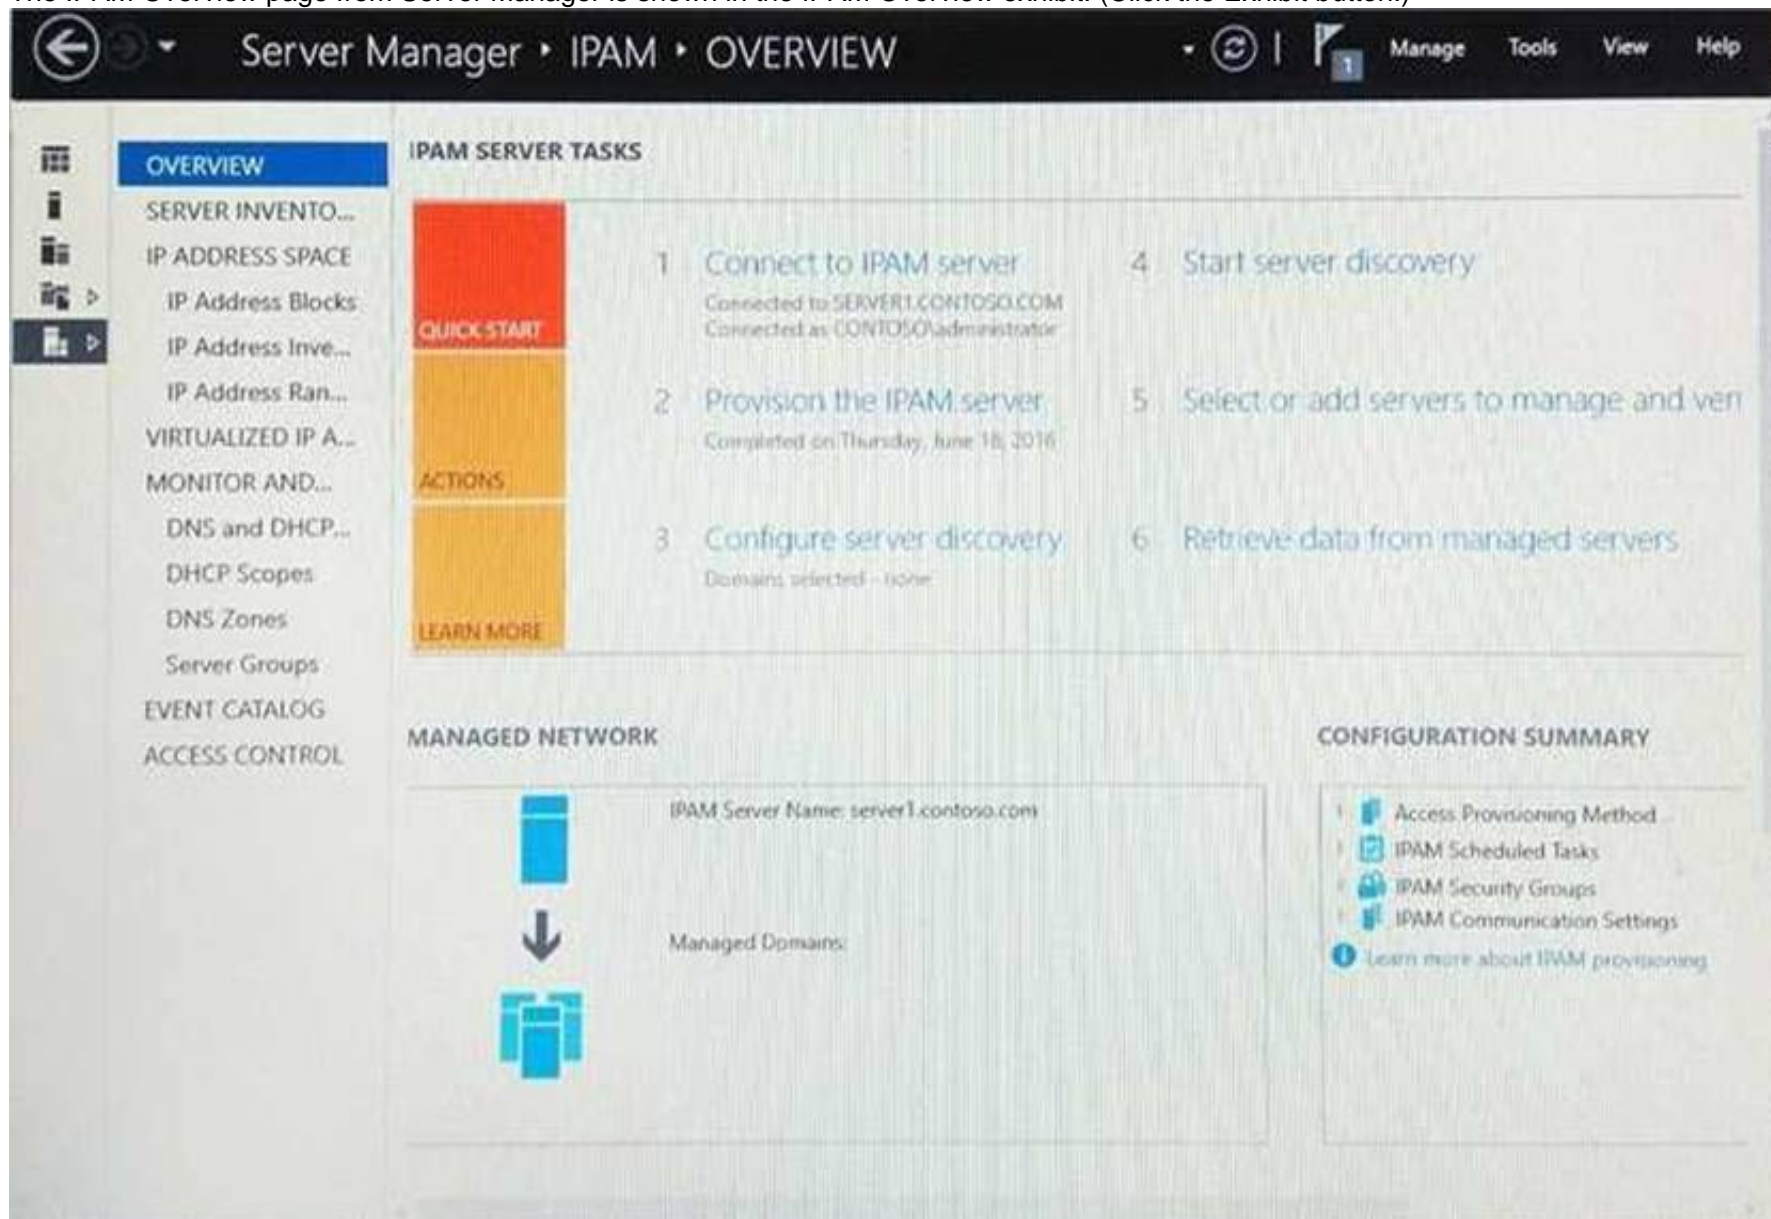 Server Manager ‣ IPAM ‣ OVERVIEW
1
Manage
Tools
View
Help
OVERVIEW
SERVER INVENTO...
IP ADDRESS SPACE
IP Address Blocks
IP Address Inve...
IP Address Ran...
VIRTUALIZED IP A...
MONITOR AND...
DNS and DHCP...
DHCP Scopes
DNS Zones
Server Groups
EVENT CATALOG
ACCESS CONTROL
IPAM SERVER TASKS
QUICK START
ACTIONS
LEARN MORE
1 Connect to IPAM server
Connected to SERVER1.CONTOSO.COM
Connected as CONTOSO\administrator
2 Provision the IPAM server
Completed on Thursday, June 18, 2016
3 Configure server discovery
Domains selected - none
4 Start server discovery
5 Select or add servers to manage and veri
6 Retrieve data from managed servers
MANAGED NETWORK
IPAM Server Name: server1.contoso.com
Managed Domains:
CONFIGURATION SUMMARY
Access Provisioning Method
IPAM Scheduled Tasks
IPAM Security Groups
IPAM Communication Settings
Learn more about IPAM provisioning